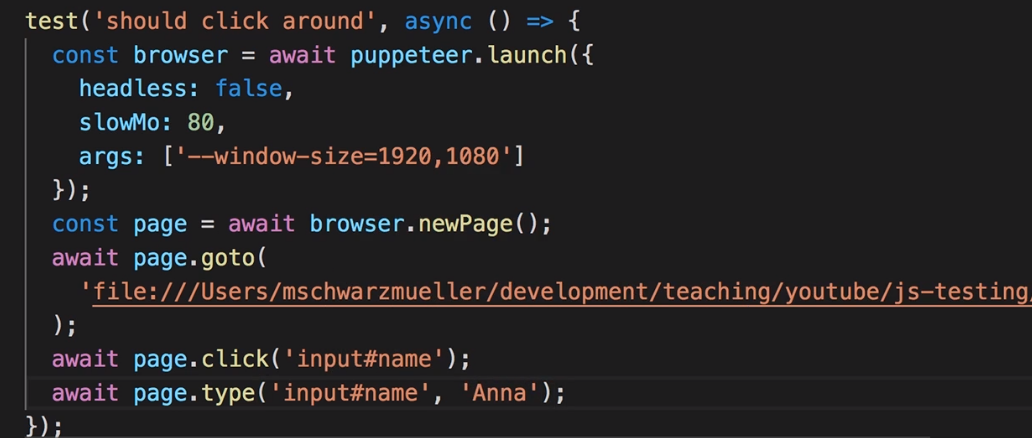 test('should click around', async () => {
const browser = await puppeteer.launch({
headless: false,
slowMo: 80,
args: ['--window-size=1920,1080']
});
const page = await browser.newPage();
await page.goto(
'file:///Users/mschwarzmueller/development/teaching/youtube/js-testing/
);
await page.click('input#name');
await page.type('input#name', 'Anna');
});